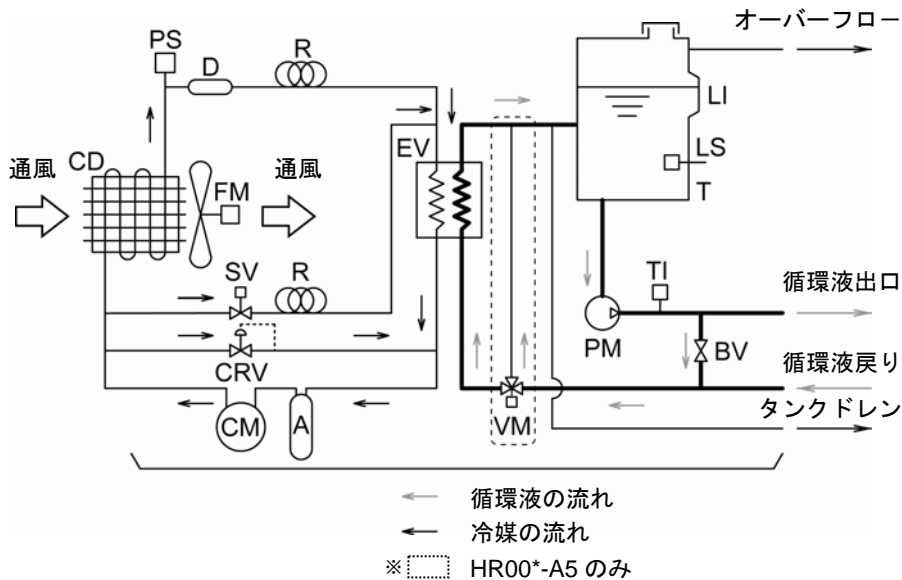 オーバーフロー
PS
D
R
LI
EV
LS
CD
通風
FM
通風
T
SV
R
TI
循環液出口
PM
BV
CRV
循環液戻り
CM
A
VM
タンクドレン
循環液の流れ
冷媒の流れ
※ HR00*-A5 のみ